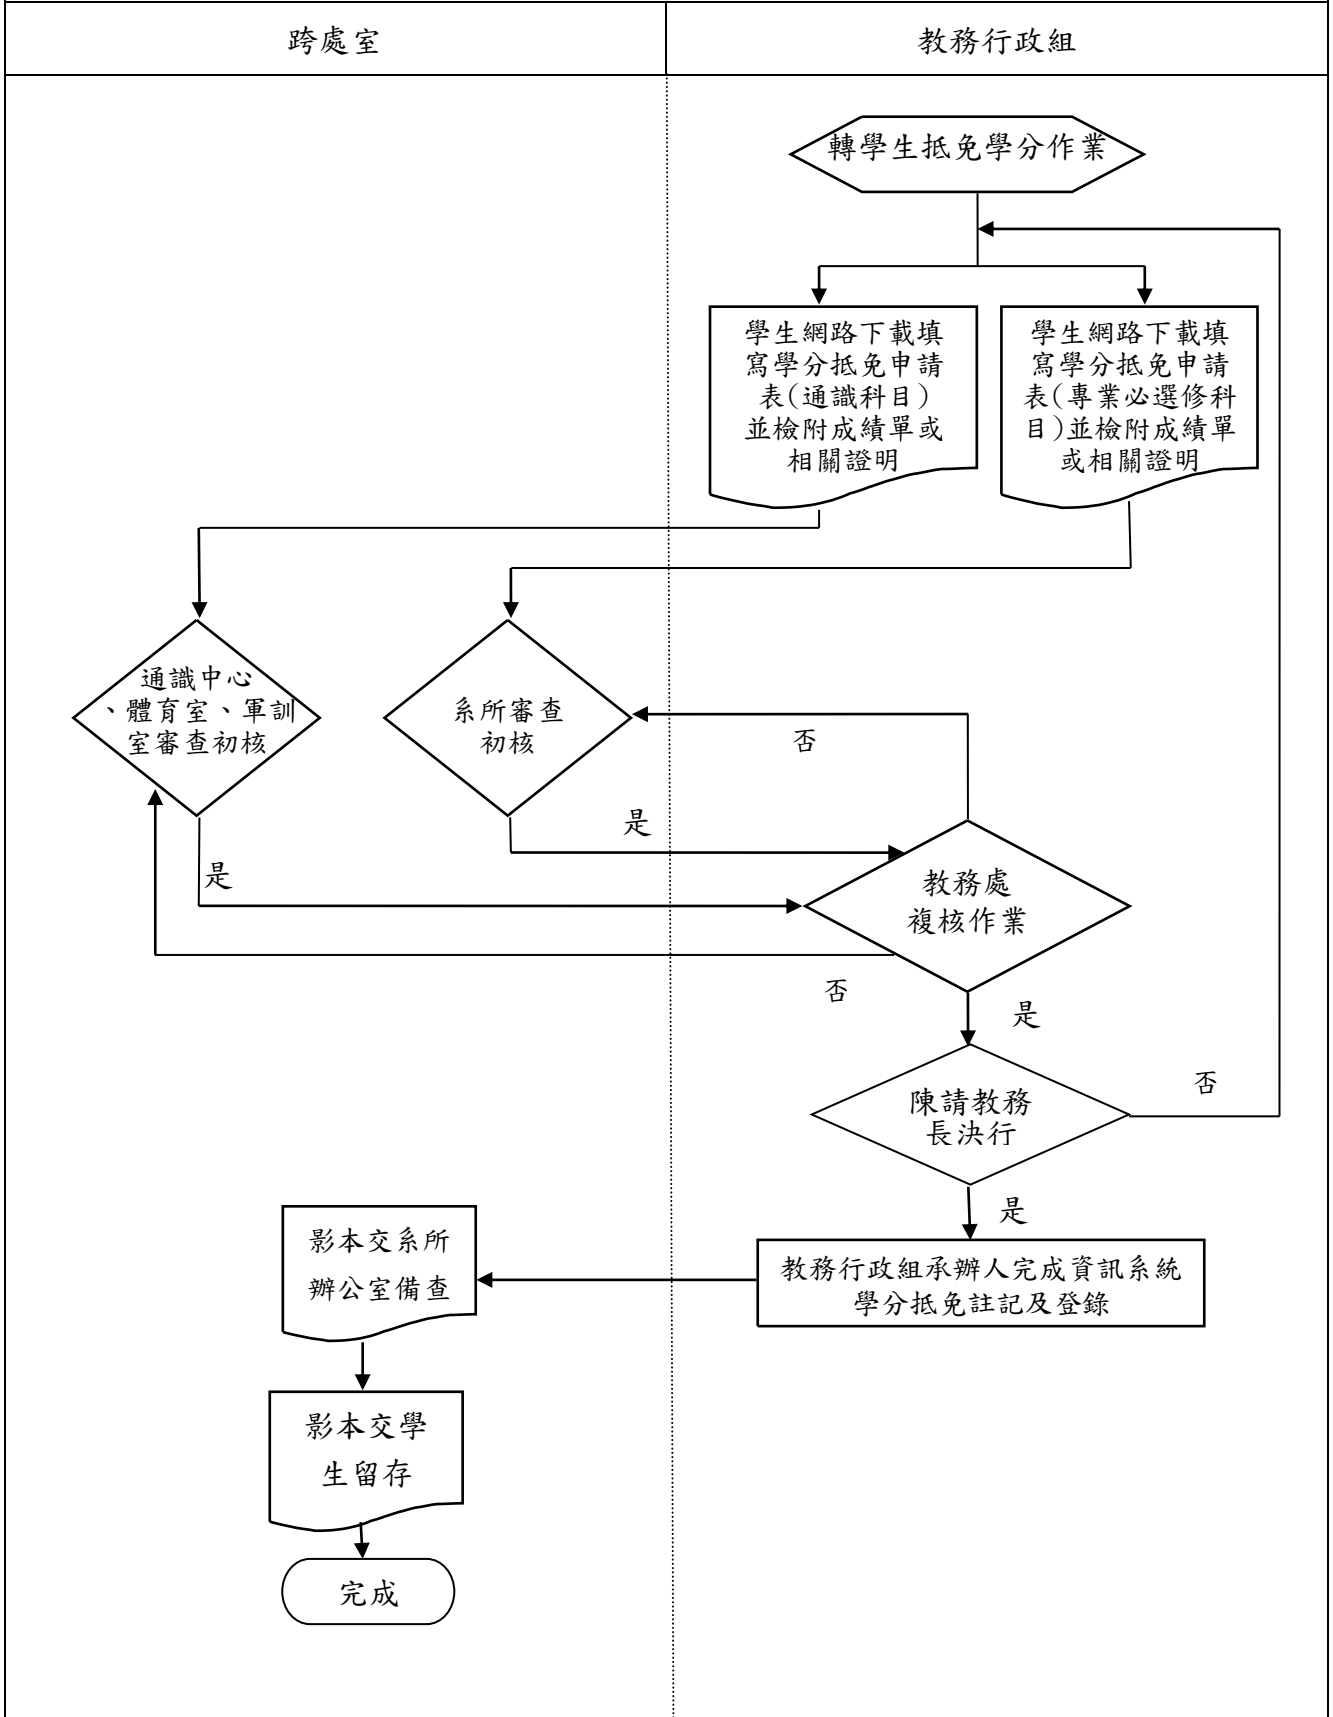 跨處室
教務行政組
轉學生抵免學分作業
學生網路下載填
寫學分抵免申請
表(通識科目)
並檢附成績單或
相關證明
學生網路下載填
寫學分抵免申請
表(專業必選修科
目)並檢附成績單
或相關證明
通識中心
、體育室、軍訓
室審查初核
系所審查
初核
否
是
是
教務處
複核作業
否
是
陳請教務
長決行
否
是
教務行政組承辦人完成資訊系統
學分抵免註記及登錄
影本交系所
辦公室備查
影本交學
生留存
完成